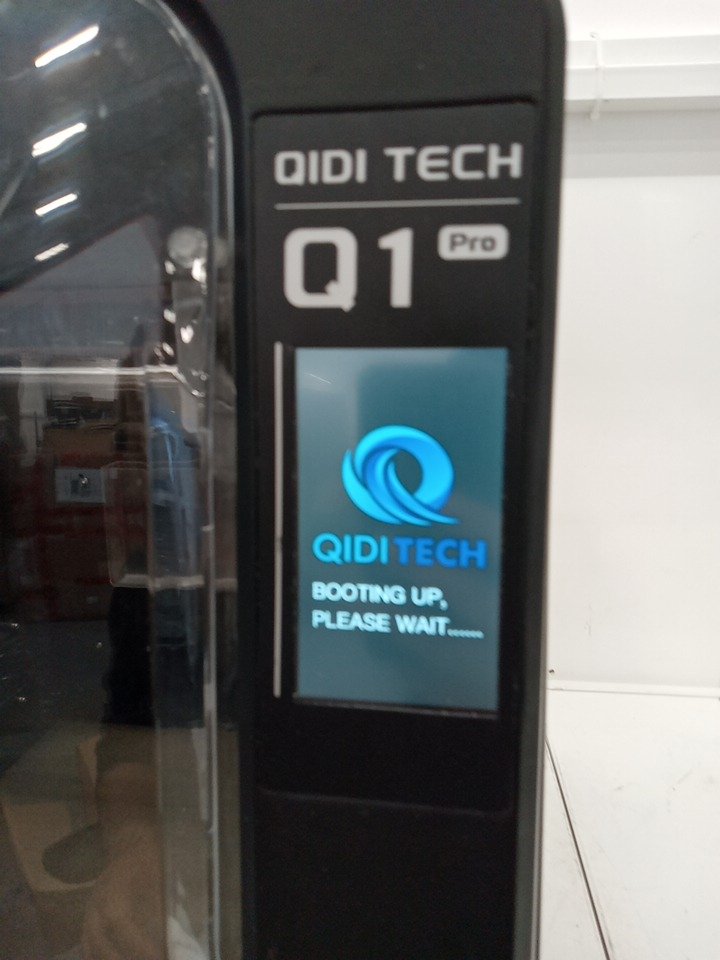 QIDI TECH
Q1 Pro
QIDI TECH
BOOTING UP,
PLEASE WAIT......